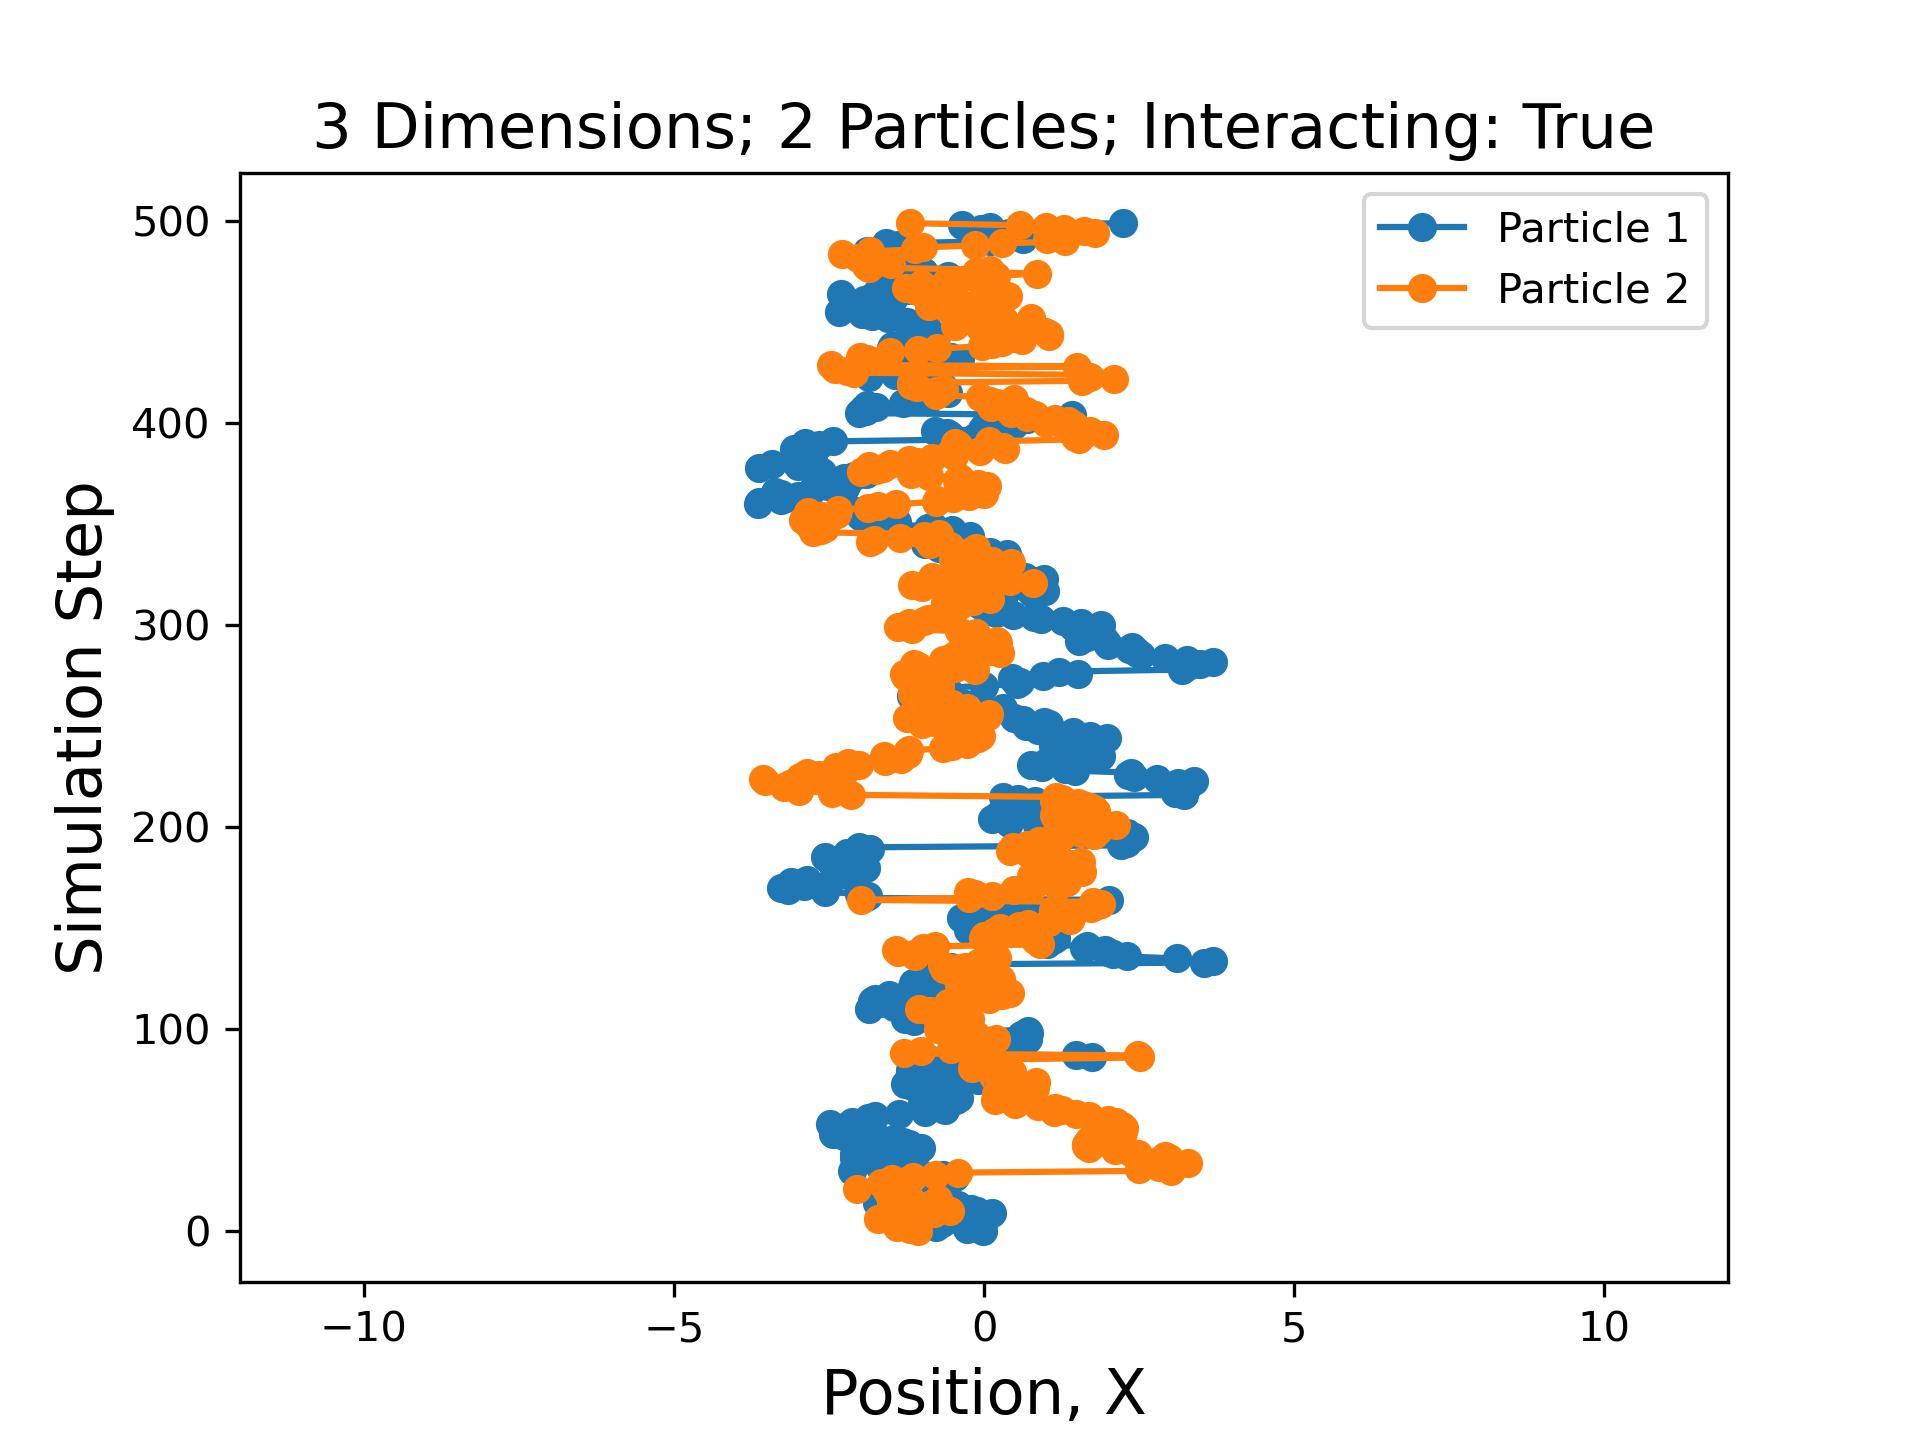 3 Dimensions; 2 Particles; Interacting: True
Particle 1
Particle 2
Simulation Step
500
400
300
200
100
0
−10
−5
0
5
10
Position, X